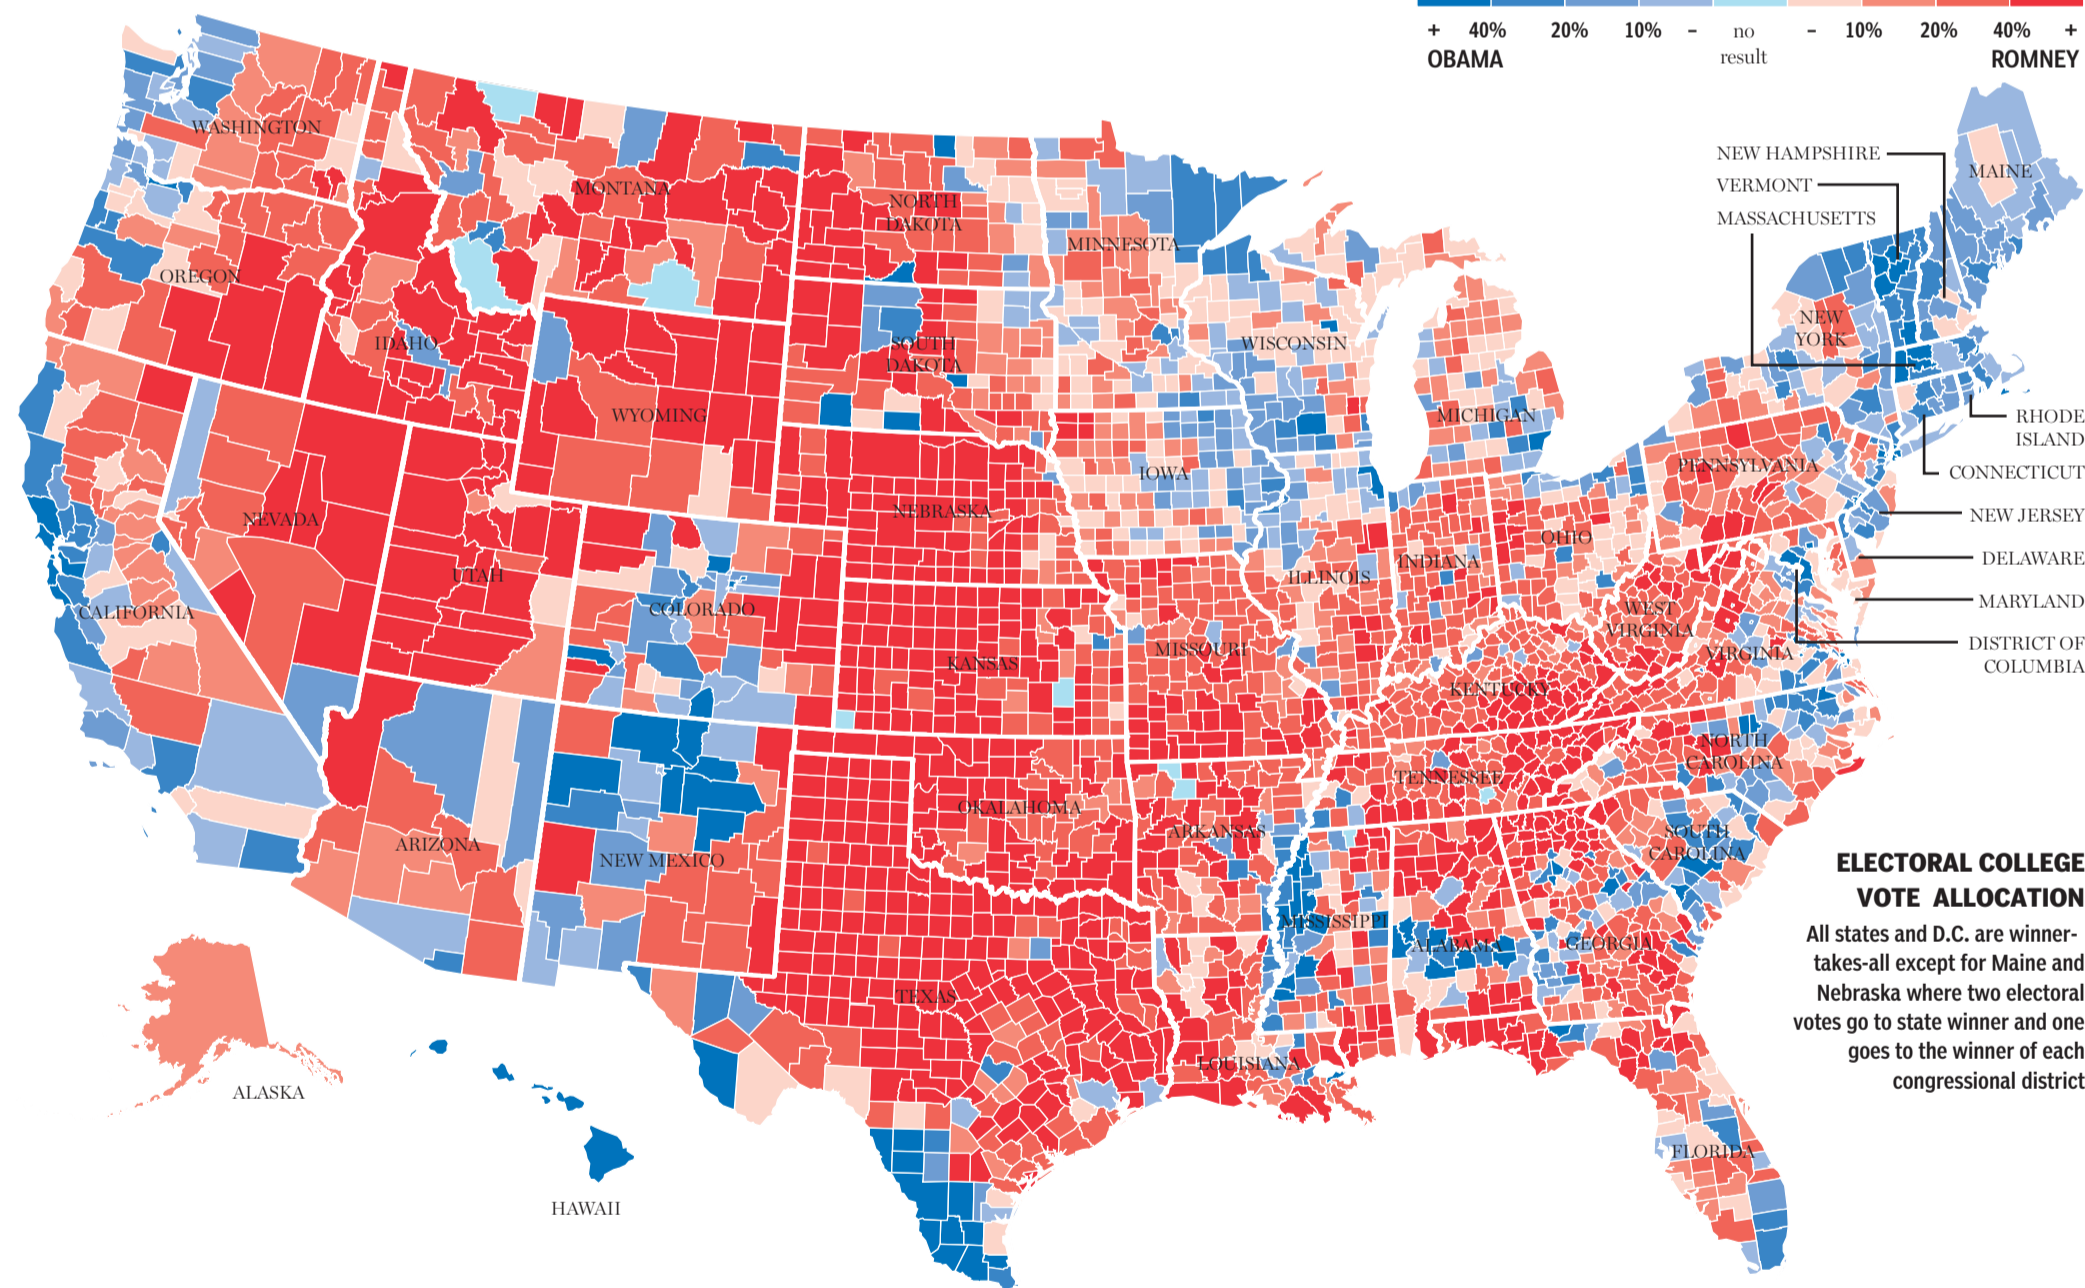 + 40% 20% 10% – no result – 10% 20% 40% +
OBAMA ROMNEY
NEW HAMPSHIRE
VERMONT
MASSACHUSETTS
MAINE
WASHINGTON
MONTANA
NORTH
DAKOTA
MINNESOTA
OREGON
IDAHO
SOUTH
DAKOTA
WISCONSIN
NEW
YORK
WYOMING
MICHIGAN
RHODE
ISLAND
CONNECTICUT
IOWA
PENNSYLVANIA
NEVADA
NEBRASKA
NEW JERSEY
OHIO
DELAWARE
UTAH
ILLINOIS
INDIANA
MARYLAND
CALIFORNIA
COLORADO
WEST
VIRGINIA
DISTRICT OF
COLUMBIA
KANSAS
MISSOURI
VIRGINIA
KENTUCKY
NORTH
CAROLINA
TENNESSEE
OKALAHOMA
ARIZONA
NEW MEXICO
ARKANSAS
SOUTH
CAROLINA
MISSISSIPPI
ALABAMA
GEORGIA
TEXAS
LOUISIANA
ALASKA
HAWAII
FLORIDA
ELECTORAL COLLEGE
VOTE ALLOCATION
All states and D.C. are winner-
takes-all except for Maine and
Nebraska where two electoral
votes go to state winner and one
goes to the winner of each
congressional district